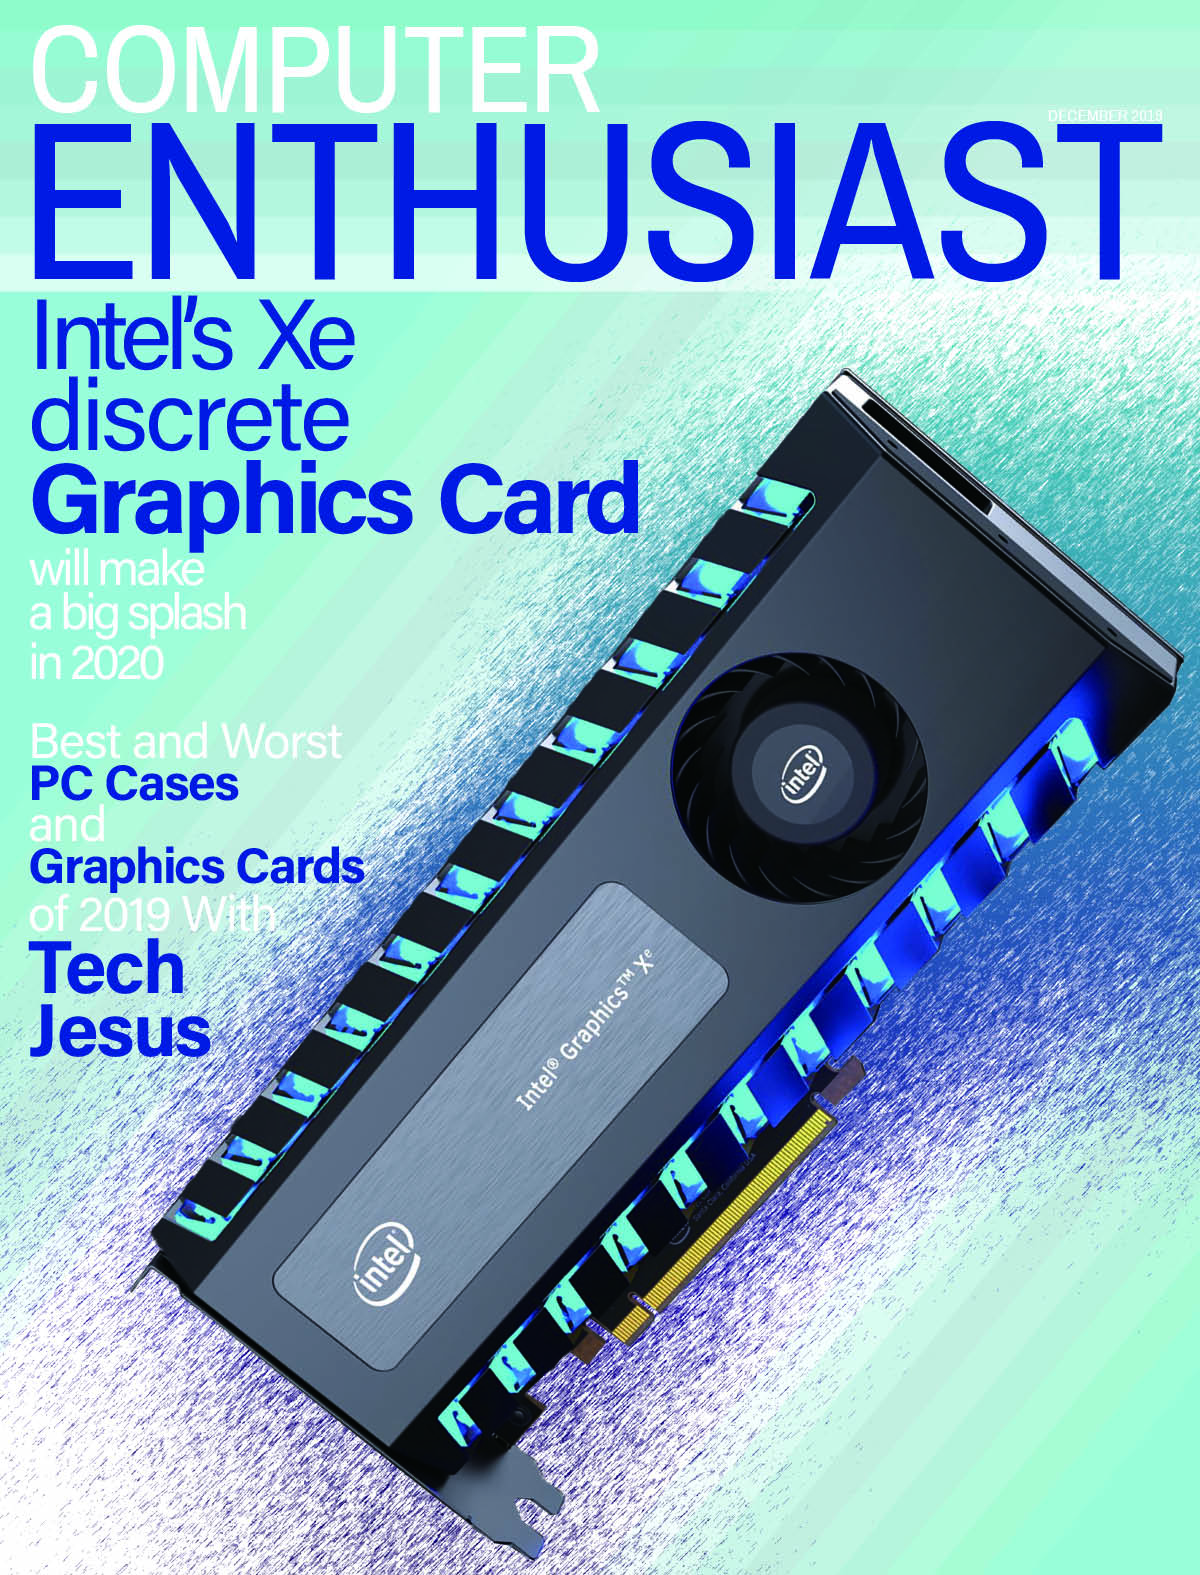 COMPUTER
DECEMBER 2019
ENTHUSIAST
Intel's Xe
discrete
Graphics Card
will make
a big splash
in 2020
Best and Worst
PC Cases
and
Graphics Cards
of 2019 With
Tech
Jesus
intel
Intel® Graphics™ Xe
intel